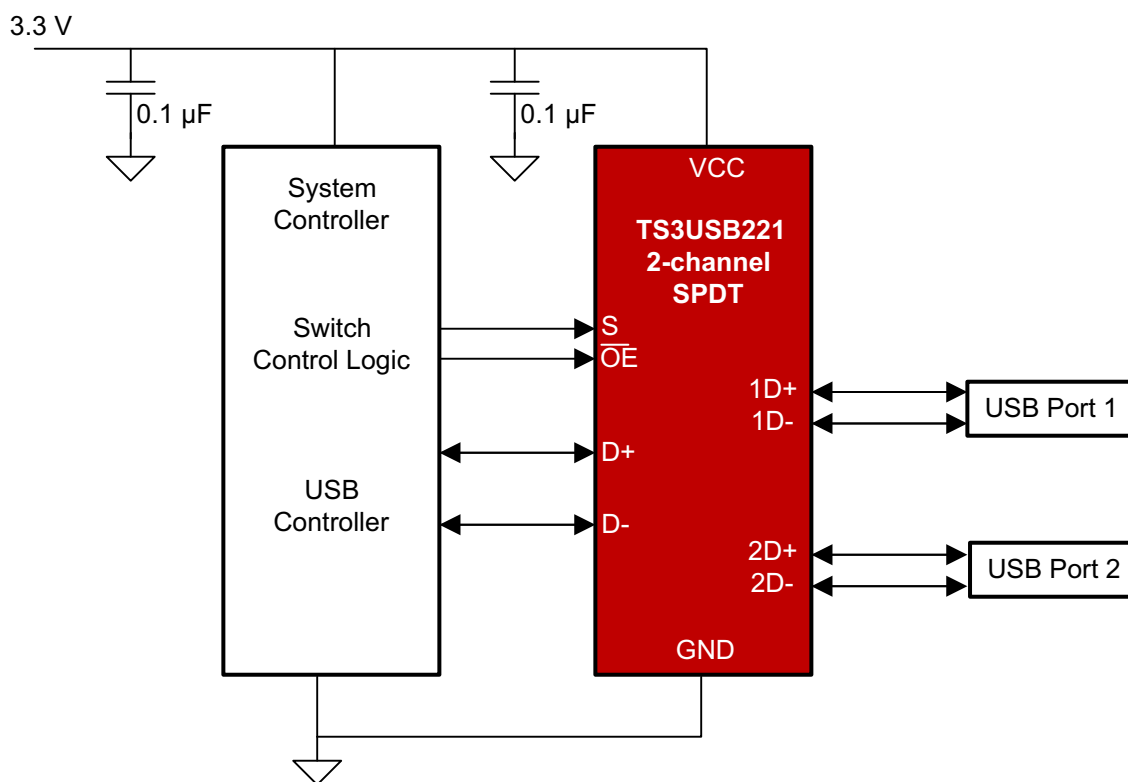 3.3 V
0.1 µF
0.1 µF
System
Controller
Switch
Control Logic
USB
Controller
VCC
TS3USB221
2-channel
SPDT
S
O̅E̅
D+
D-
1D+
1D-
2D+
2D-
GND
USB Port 1
USB Port 2